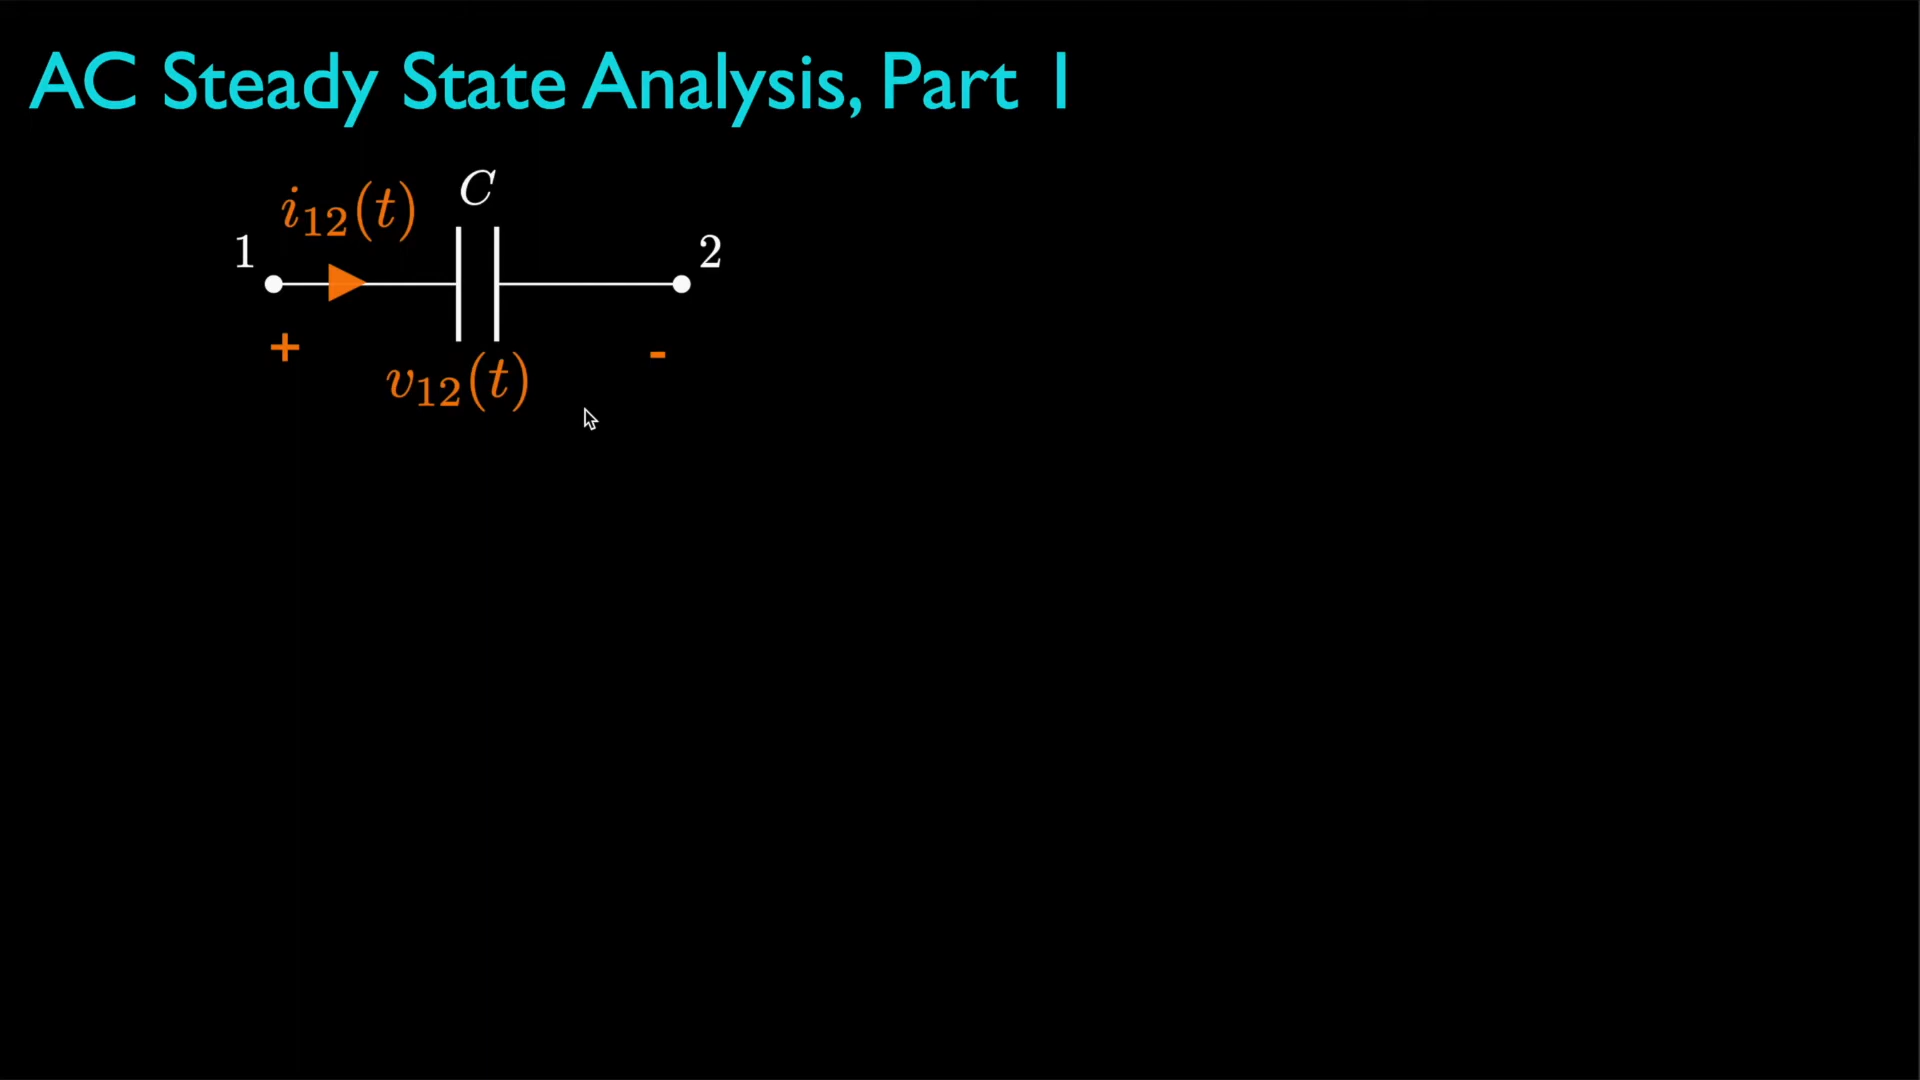 AC Steady State Analysis, Part 1
C
i₁₂(t)
1
2
+
-
v₁₂(t)